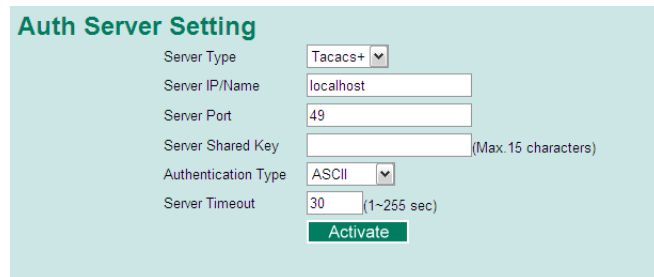 Auth Server Setting
Server Type Tacacs+
Server IP/Name localhost
Server Port 49
Server Shared Key (Max.15 characters)
Authentication Type ASCII
Server Timeout 30 (1~255 sec)
Activate